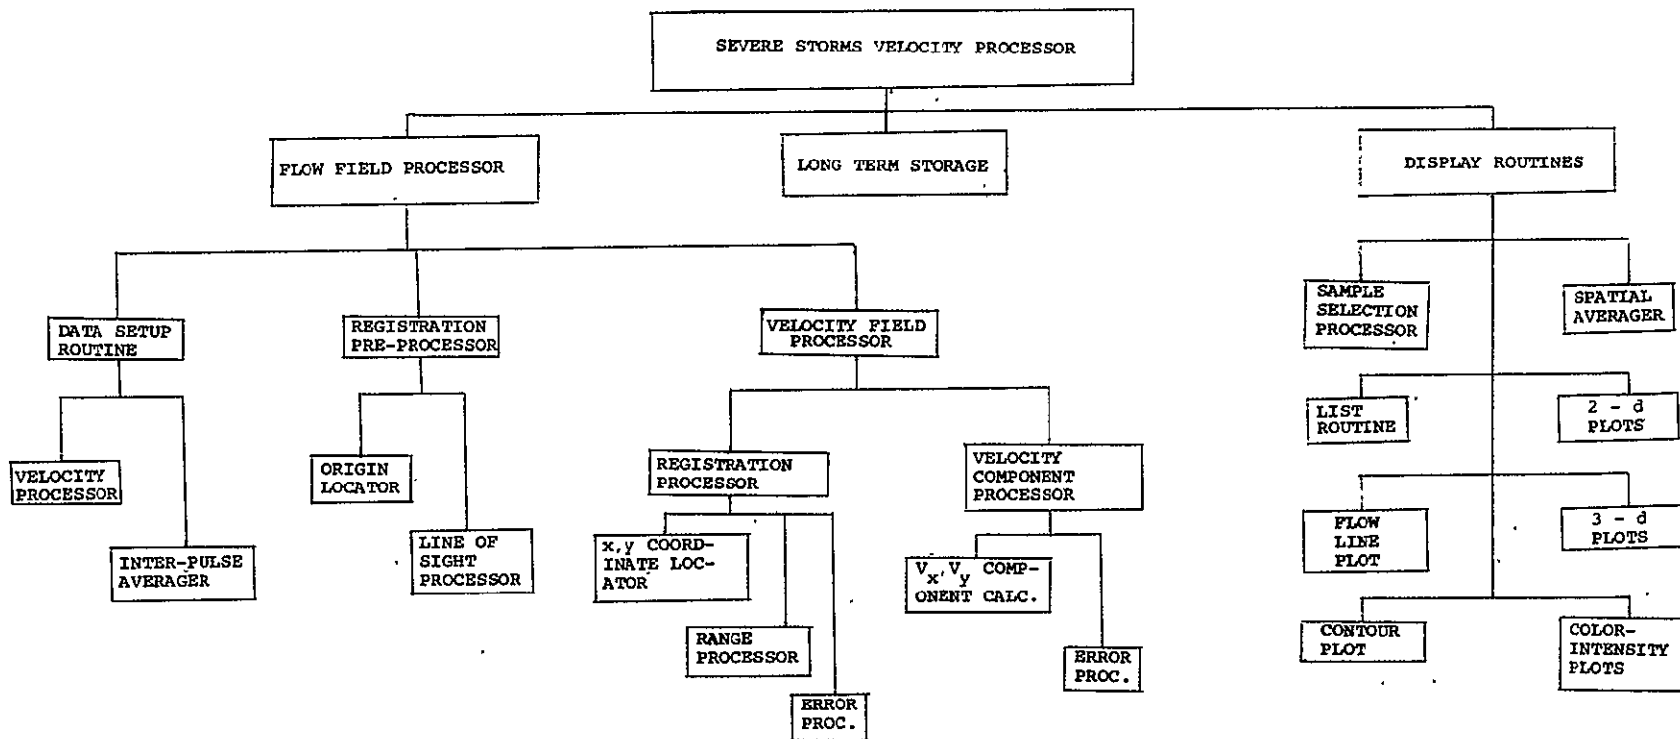 SEVERE STORMS VELOCITY PROCESSOR
FLOW FIELD PROCESSOR
LONG TERM STORAGE
DISPLAY ROUTINES
DATA SETUP
ROUTINE
REGISTRATION
PRE-PROCESSOR
VELOCITY FIELD
PROCESSOR
SAMPLE
SELECTION
PROCESSOR
SPATIAL
AVERAGER
VELOCITY
PROCESSOR
INTER-PULSE
AVERAGER
ORIGIN
LOCATOR
LINE OF
SIGHT
PROCESSOR
REGISTRATION
PROCESSOR
VELOCITY
COMPONENT
PROCESSOR
x,y COORD-
INATE LOC-
ATOR
RANGE
PROCESSOR
ERROR
PROC.
Vx,Vy COMP-
ONENT CALC.
ERROR
PROC.
LIST
ROUTINE
2 - d
PLOTS
FLOW
LINE
PLOT
3 - d
PLOTS
CONTOUR
PLOT
COLOR-
INTENSITY
PLOTS